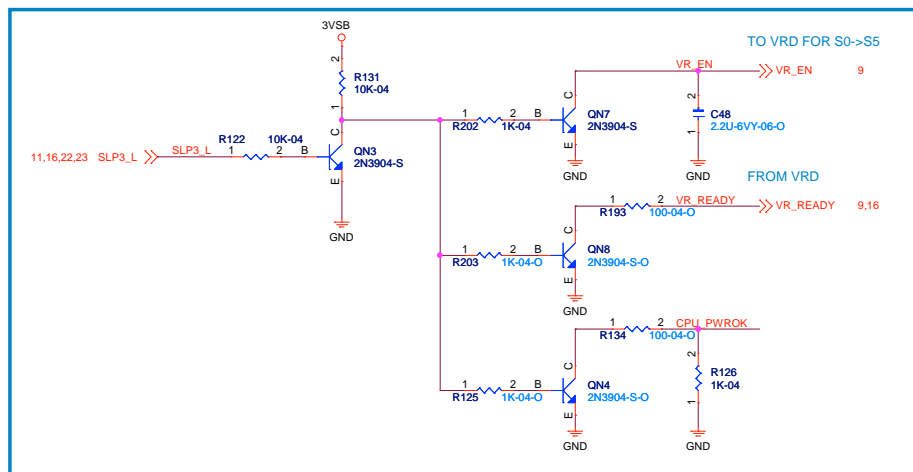 3VSB
TO VRD FOR S0->S5
2
R131
10K-04
1
VR_EN
VR_EN 9
C
QN7
2N3904-S
2
C48
2.2U-6VY-06-O
1
R122 10K-04
C
QN3
2N3904-S
1 2 B
R202 1K-04
E
GND
11,16,22,23 SLP3_L
SLP3_L
1 2 B
E
GND
FROM VRD
1 2
VR_READY
R193 100-04-O
VR_READY 9,16
C
QN8
2N3904-S-O
1 2 B
R203 1K-04-O
E
GND
1 2
CPU_PWROK
R134 100-04-O
C
QN4
2N3904-S-O
2
R126
1K-04
1
1 2 B
R125 1K-04-O
E
GND
GND